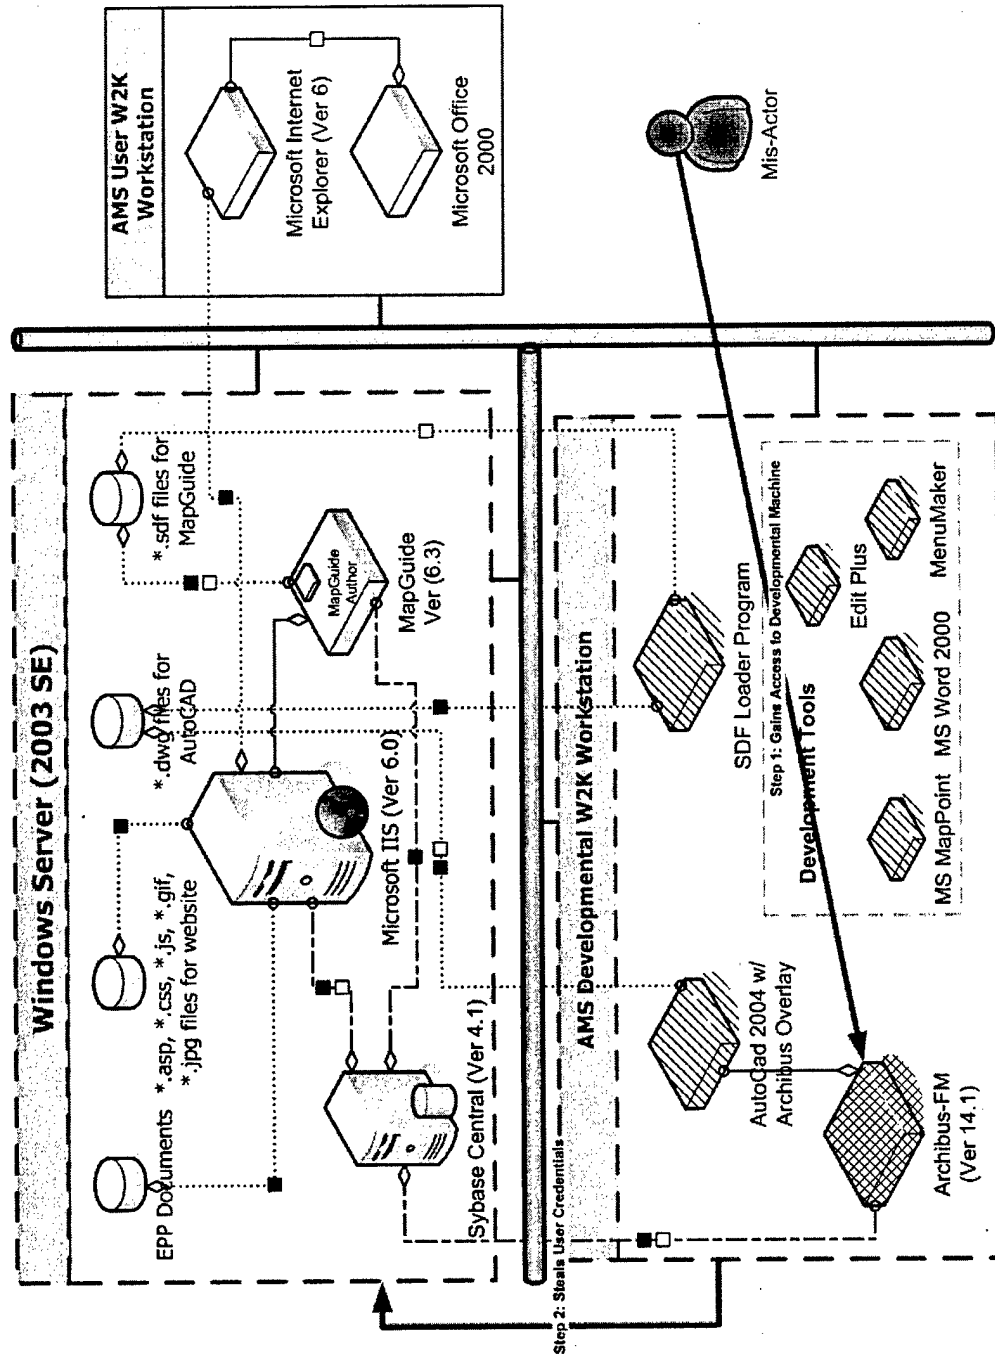 Windows Server (2003 SE)
EPP Documents
*.asp, *.css, *.js, *.gif,
*.jpg files for website
*.dwg files for
AutoCAD
*.sdf files for
MapGuide
Sybase Central (Ver 4.1)
Microsoft IIS (Ver 6.0)
MapGuide
Author
MapGuide
Ver (6.3)
AMS User W2K
Workstation
Microsoft Internet
Explorer (Ver 6)
Microsoft Office
2000
Step 2: Steals User Credentials
AMS Developmental W2K Workstation
AutoCad 2004 w/
Archibus Overlay
SDF Loader Program
Archibus-FM
(Ver 14.1)
Step 1: Gains Access to Developmental Machine
Development Tools
Edit Plus
MS MapPoint
MS Word 2000
MenuMaker
Mis-Actor